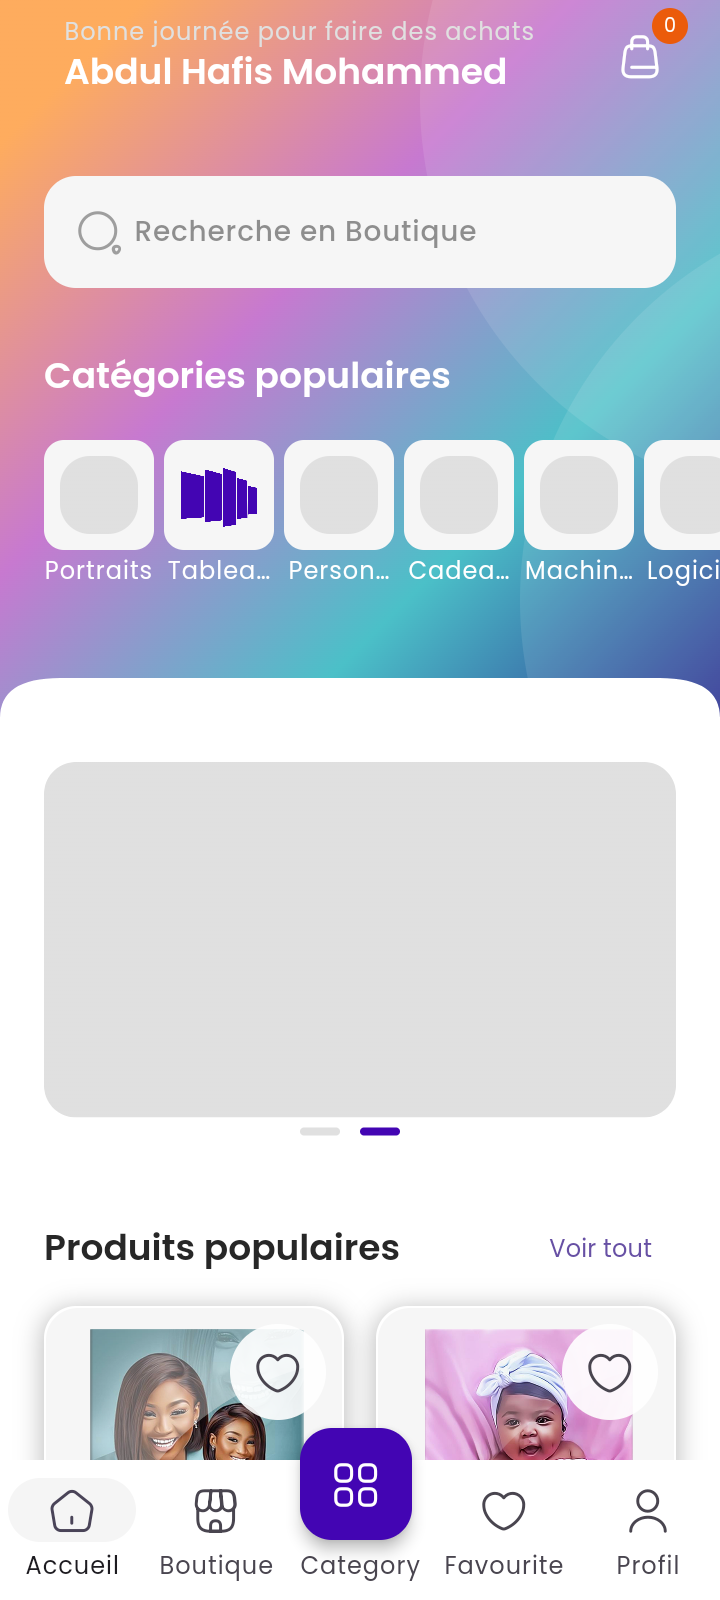 Bonne journée pour faire des achats
0
Abdul Hafis Mohammed
Recherche en Boutique
Catégories populaires
Portraits
Tablea...
Person...
Cadea...
Machin...
Logici
Produits populaires
Voir tout
Accueil
Boutique
Category
Favourite
Profil